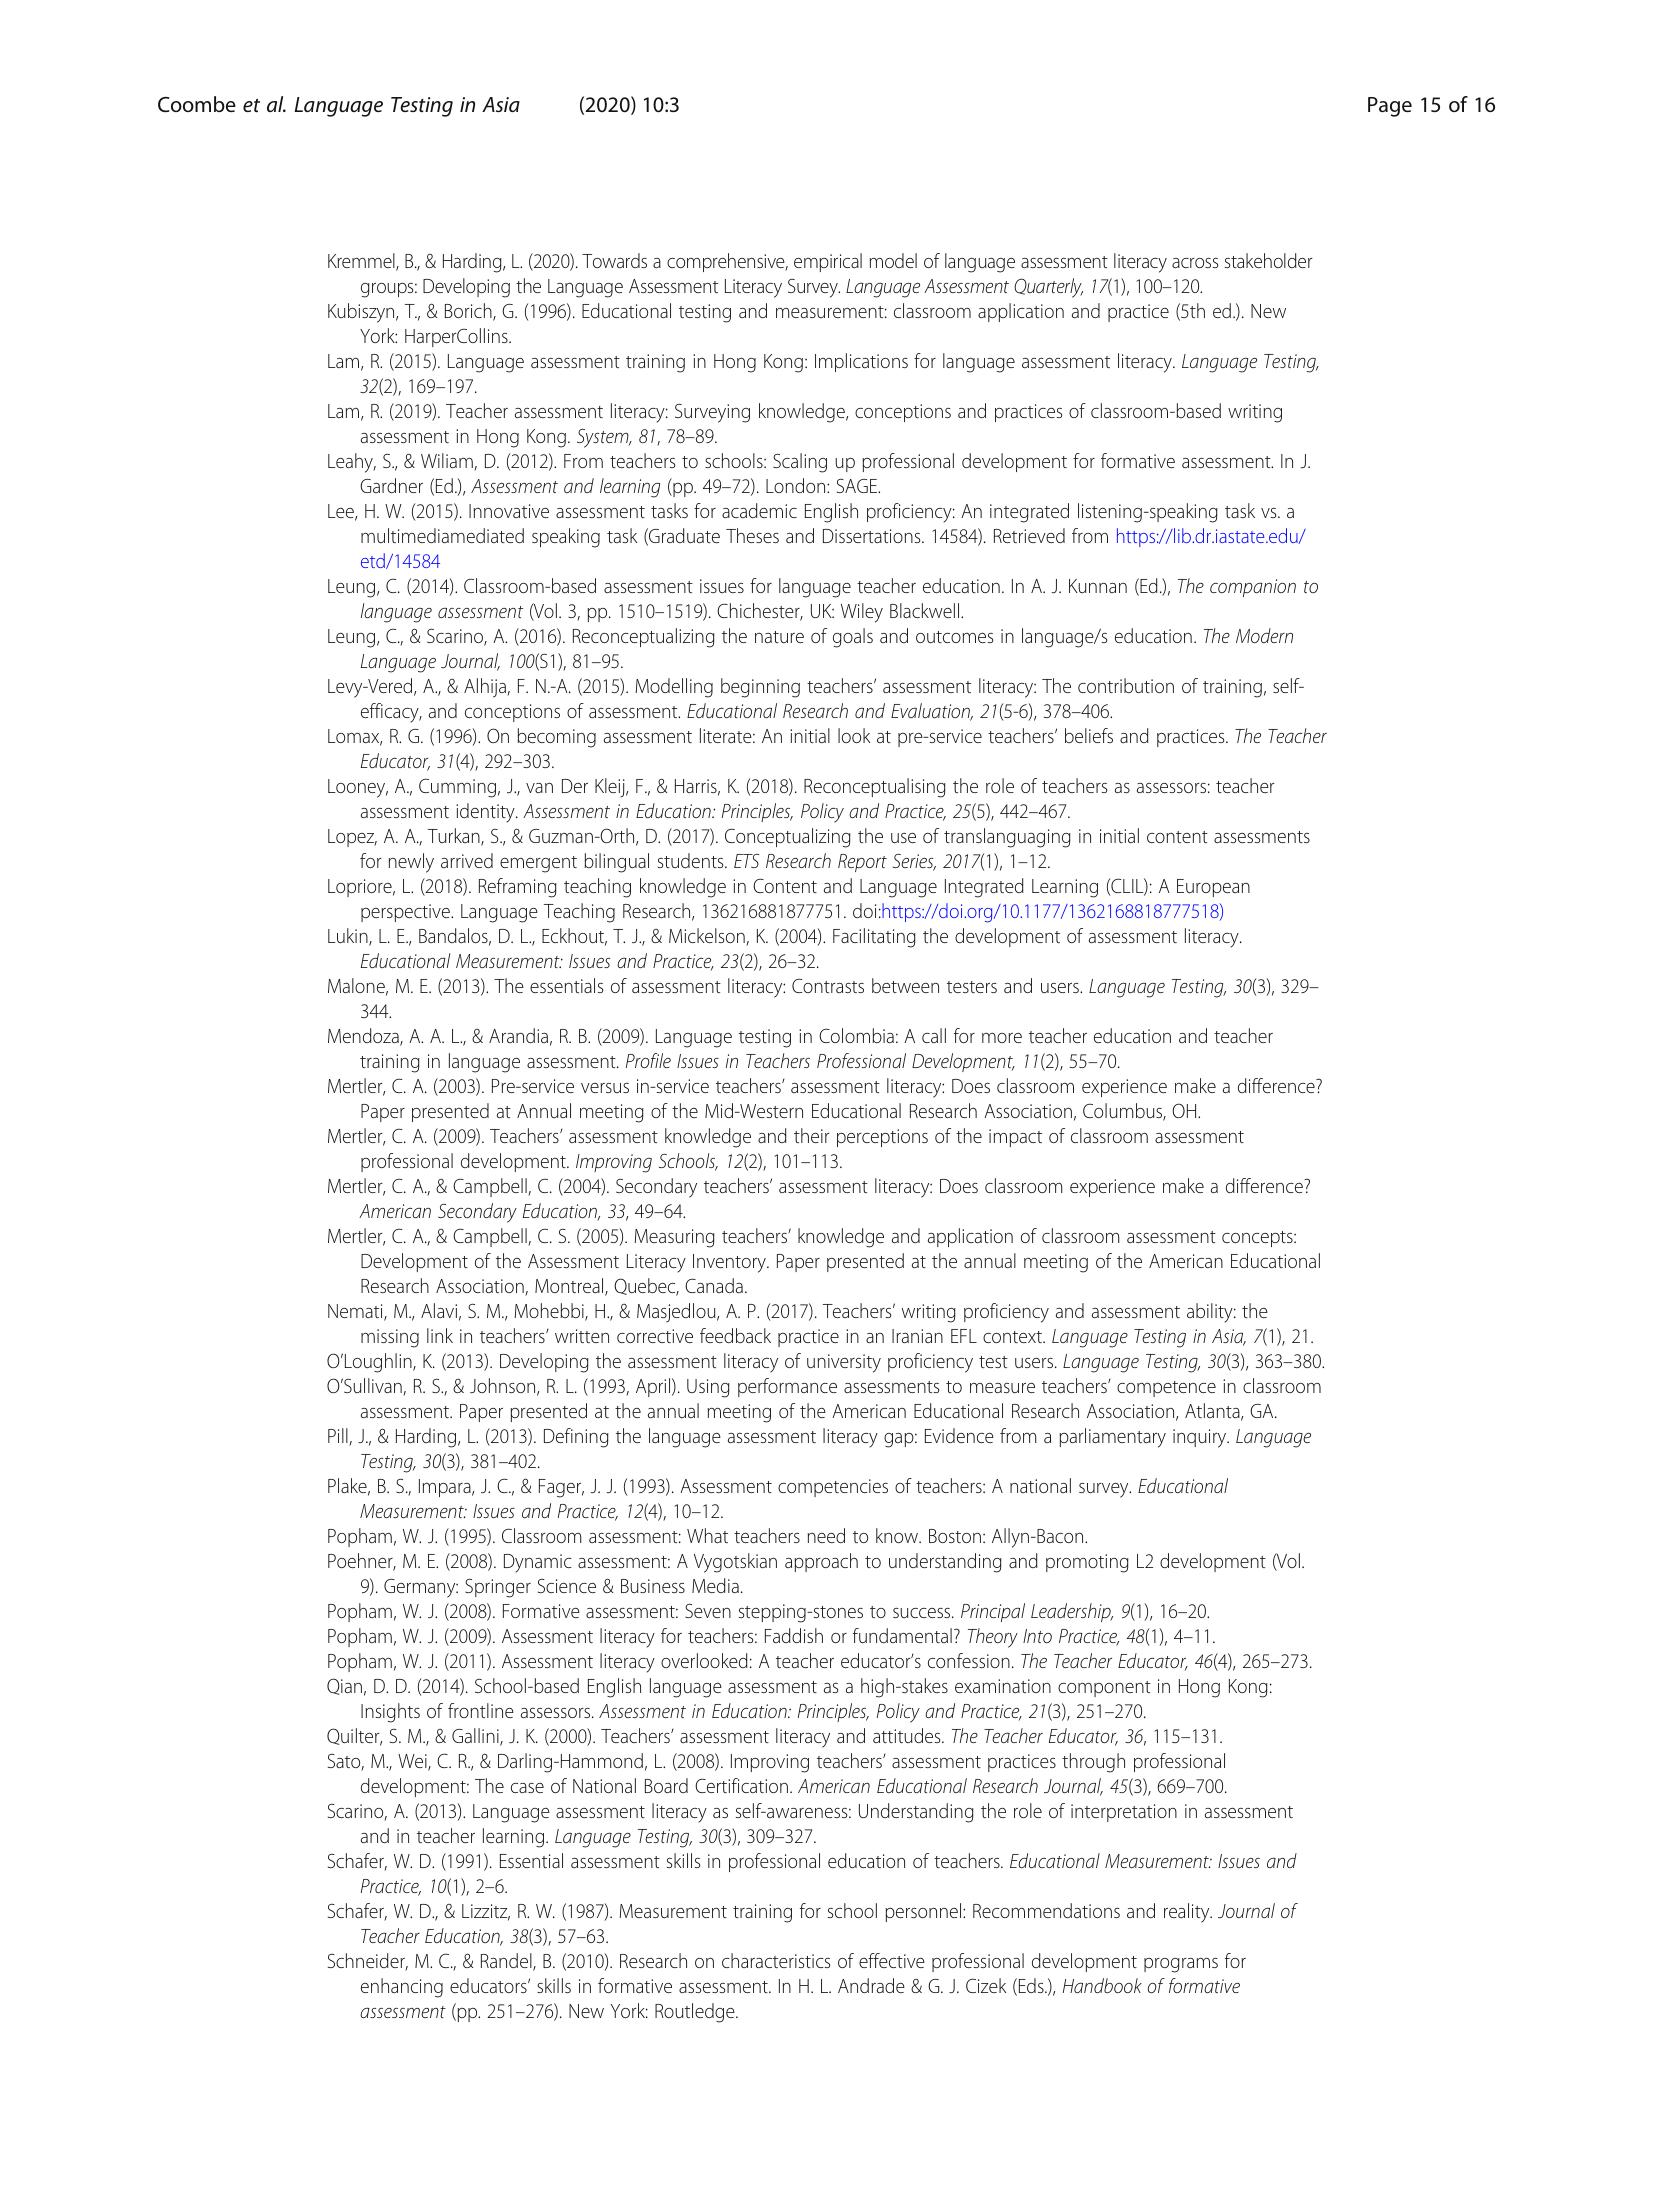 Coombe et al. Language Testing in Asia (2020) 10:3 Page 15 of 16
Kremmel, B., & Harding, L. (2020). Towards a comprehensive, empirical model of language assessment literacy across stakeholder
groups: Developing the Language Assessment Literacy Survey. Language Assessment Quarterly, 17(1), 100–120.
Kubiszyn, T., & Borich, G. (1996). Educational testing and measurement: classroom application and practice (5th ed.). New
York: HarperCollins.
Lam, R. (2015). Language assessment training in Hong Kong: Implications for language assessment literacy. Language Testing,
32(2), 169–197.
Lam, R. (2019). Teacher assessment literacy: Surveying knowledge, conceptions and practices of classroom-based writing
assessment in Hong Kong. System, 81, 78–89.
Leahy, S., & Wiliam, D. (2012). From teachers to schools: Scaling up professional development for formative assessment. In J.
Gardner (Ed.), Assessment and learning (pp. 49–72). London: SAGE.
Lee, H. W. (2015). Innovative assessment tasks for academic English proficiency: An integrated listening-speaking task vs. a
multimediamediated speaking task (Graduate Theses and Dissertations. 14584). Retrieved from https://lib.dr.iastate.edu/
etd/14584
Leung, C. (2014). Classroom-based assessment issues for language teacher education. In A. J. Kunnan (Ed.), The companion to
language assessment (Vol. 3, pp. 1510–1519). Chichester, UK: Wiley Blackwell.
Leung, C., & Scarino, A. (2016). Reconceptualizing the nature of goals and outcomes in language/s education. The Modern
Language Journal, 100(S1), 81–95.
Levy-Vered, A., & Alhija, F. N.-A. (2015). Modelling beginning teachers’ assessment literacy: The contribution of training, self-
efficacy, and conceptions of assessment. Educational Research and Evaluation, 21(5-6), 378–406.
Lomax, R. G. (1996). On becoming assessment literate: An initial look at pre-service teachers’ beliefs and practices. The Teacher
Educator, 31(4), 292–303.
Looney, A., Cumming, J., van Der Kleij, F., & Harris, K. (2018). Reconceptualising the role of teachers as assessors: teacher
assessment identity. Assessment in Education: Principles, Policy and Practice, 25(5), 442–467.
Lopez, A. A., Turkan, S., & Guzman-Orth, D. (2017). Conceptualizing the use of translanguaging in initial content assessments
for newly arrived emergent bilingual students. ETS Research Report Series, 2017(1), 1–12.
Lopriore, L. (2018). Reframing teaching knowledge in Content and Language Integrated Learning (CLIL): A European
perspective. Language Teaching Research, 136216881877751. doi:https://doi.org/10.1177/1362168818777518)
Lukin, L. E., Bandalos, D. L., Eckhout, T. J., & Mickelson, K. (2004). Facilitating the development of assessment literacy.
Educational Measurement: Issues and Practice, 23(2), 26–32.
Malone, M. E. (2013). The essentials of assessment literacy: Contrasts between testers and users. Language Testing, 30(3), 329–
344.
Mendoza, A. A. L., & Arandia, R. B. (2009). Language testing in Colombia: A call for more teacher education and teacher
training in language assessment. Profile Issues in Teachers Professional Development, 11(2), 55–70.
Mertler, C. A. (2003). Pre-service versus in-service teachers’ assessment literacy: Does classroom experience make a difference?
Paper presented at Annual meeting of the Mid-Western Educational Research Association, Columbus, OH.
Mertler, C. A. (2009). Teachers’ assessment knowledge and their perceptions of the impact of classroom assessment
professional development. Improving Schools, 12(2), 101–113.
Mertler, C. A., & Campbell, C. (2004). Secondary teachers’ assessment literacy: Does classroom experience make a difference?
American Secondary Education, 33, 49–64.
Mertler, C. A., & Campbell, C. S. (2005). Measuring teachers’ knowledge and application of classroom assessment concepts:
Development of the Assessment Literacy Inventory. Paper presented at the annual meeting of the American Educational
Research Association, Montreal, Quebec, Canada.
Nemati, M., Alavi, S. M., Mohebbi, H., & Masjedlou, A. P. (2017). Teachers’ writing proficiency and assessment ability: the
missing link in teachers’ written corrective feedback practice in an Iranian EFL context. Language Testing in Asia, 7(1), 21.
O’Loughlin, K. (2013). Developing the assessment literacy of university proficiency test users. Language Testing, 30(3), 363–380.
O’Sullivan, R. S., & Johnson, R. L. (1993, April). Using performance assessments to measure teachers’ competence in classroom
assessment. Paper presented at the annual meeting of the American Educational Research Association, Atlanta, GA.
Pill, J., & Harding, L. (2013). Defining the language assessment literacy gap: Evidence from a parliamentary inquiry. Language
Testing, 30(3), 381–402.
Plake, B. S., Impara, J. C., & Fager, J. J. (1993). Assessment competencies of teachers: A national survey. Educational
Measurement: Issues and Practice, 12(4), 10–12.
Popham, W. J. (1995). Classroom assessment: What teachers need to know. Boston: Allyn-Bacon.
Poehner, M. E. (2008). Dynamic assessment: A Vygotskian approach to understanding and promoting L2 development (Vol.
9). Germany: Springer Science & Business Media.
Popham, W. J. (2008). Formative assessment: Seven stepping-stones to success. Principal Leadership, 9(1), 16–20.
Popham, W. J. (2009). Assessment literacy for teachers: Faddish or fundamental? Theory Into Practice, 48(1), 4–11.
Popham, W. J. (2011). Assessment literacy overlooked: A teacher educator’s confession. The Teacher Educator, 46(4), 265–273.
Qian, D. D. (2014). School-based English language assessment as a high-stakes examination component in Hong Kong:
Insights of frontline assessors. Assessment in Education: Principles, Policy and Practice, 21(3), 251–270.
Quilter, S. M., & Gallini, J. K. (2000). Teachers’ assessment literacy and attitudes. The Teacher Educator, 36, 115–131.
Sato, M., Wei, C. R., & Darling-Hammond, L. (2008). Improving teachers’ assessment practices through professional
development: The case of National Board Certification. American Educational Research Journal, 45(3), 669–700.
Scarino, A. (2013). Language assessment literacy as self-awareness: Understanding the role of interpretation in assessment
and in teacher learning. Language Testing, 30(3), 309–327.
Schafer, W. D. (1991). Essential assessment skills in professional education of teachers. Educational Measurement: Issues and
Practice, 10(1), 2–6.
Schafer, W. D., & Lizzitz, R. W. (1987). Measurement training for school personnel: Recommendations and reality. Journal of
Teacher Education, 38(3), 57–63.
Schneider, M. C., & Randel, B. (2010). Research on characteristics of effective professional development programs for
enhancing educators’ skills in formative assessment. In H. L. Andrade & G. J. Cizek (Eds.), Handbook of formative
assessment (pp. 251–276). New York: Routledge.